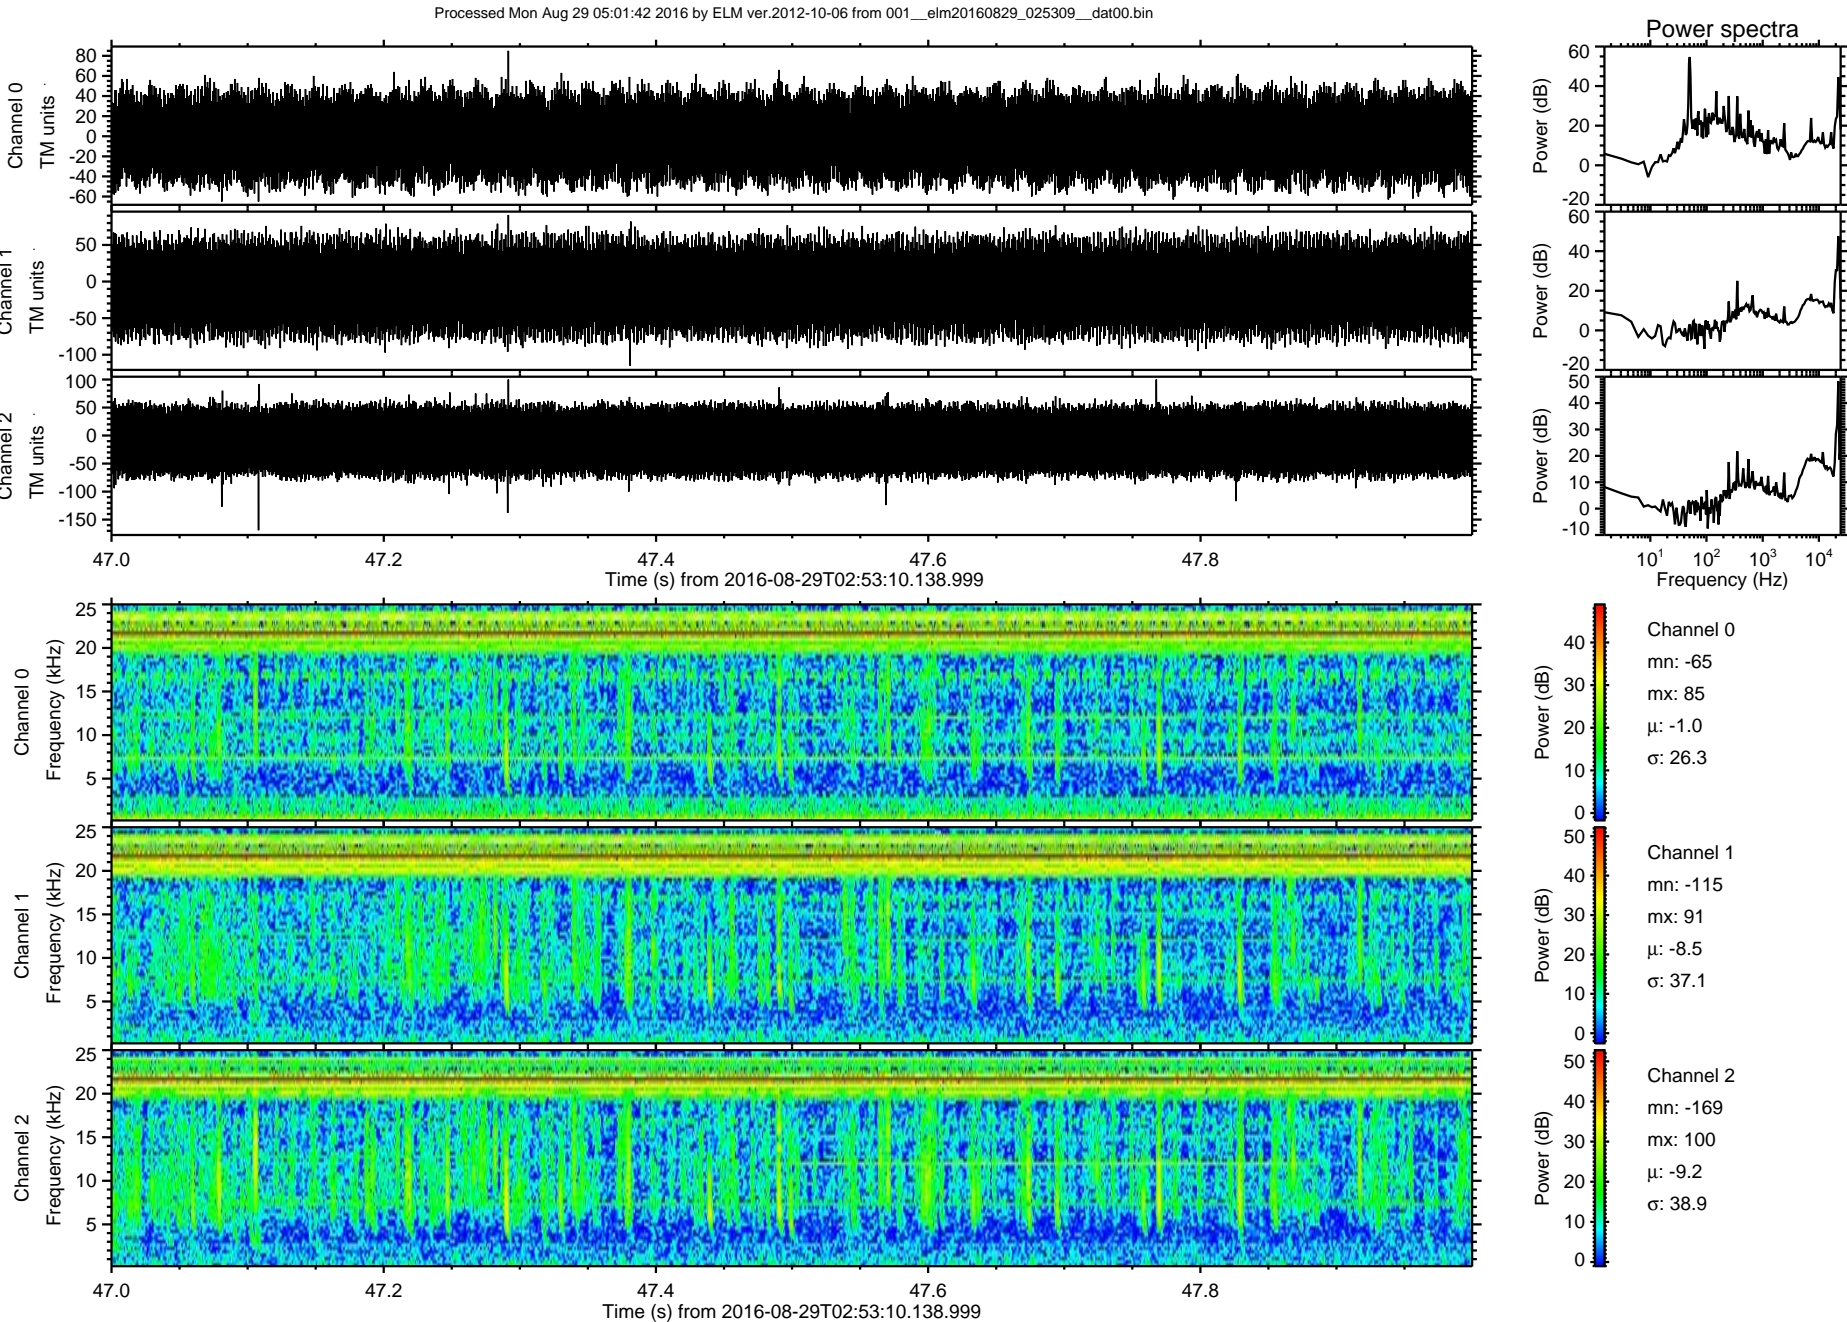 Processed Mon Aug 29 05:01:42 2016 by ELM ver.2012-10-06 from 001__elm20160829_025309__dat00.bin
Power spectra
Channel 0
TM units
80
60
40
20
0
-20
-40
-60
Power (dB)
60
40
20
0
-20
Channel 1
TM units
50
0
-50
-100
Power (dB)
60
40
20
0
-20
Channel 2
TM units
100
50
0
-50
-100
-150
Power (dB)
50
40
30
20
10
0
-10
47.0 47.2 47.4 47.6 47.8
Time (s) from 2016-08-29T02:53:10.138.999
10¹ 10² 10³ 10⁴
Frequency (Hz)
Channel 0
Frequency (kHz)
25
20
15
10
5
Power (dB)
40
30
20
10
0
Channel 0
mn: -65
mx: 85
μ: -1.0
σ: 26.3
Channel 1
Frequency (kHz)
25
20
15
10
5
Power (dB)
50
40
30
20
10
0
Channel 1
mn: -115
mx: 91
μ: -8.5
σ: 37.1
Channel 2
Frequency (kHz)
25
20
15
10
5
Power (dB)
50
40
30
20
10
0
Channel 2
mn: -169
mx: 100
μ: -9.2
σ: 38.9
47.0 47.2 47.4 47.6 47.8
Time (s) from 2016-08-29T02:53:10.138.999